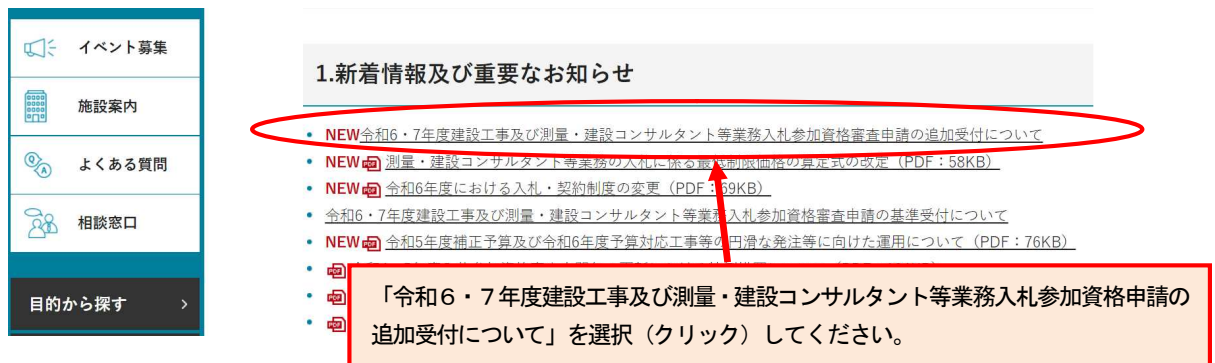 イベント募集
施設案内
よくある質問
相談窓口
目的から探す
1.新着情報及び重要なお知らせ
NEW令和6・7年度建設工事及び測量・建設コンサルタント等業務入札参加資格審査申請の追加受付について
NEW PDF 測量・建設コンサルタント等業務の入札に係る最低制限価格の算定式の改定（PDF：58KB）
NEW PDF 令和6年度における入札・契約制度の変更（PDF：69KB）
令和6・7年度建設工事及び測量・建設コンサルタント等業務入札参加資格審査申請の基準受付について
NEW PDF 令和5年度補正予算及び令和6年度予算対応工事等の円滑な発注等に向けた運用について（PDF：76KB）
PDF
PDF
PDF
「令和６・７年度建設工事及び測量・建設コンサルタント等業務入札参加資格申請の
追加受付について」を選択（クリック）してください。